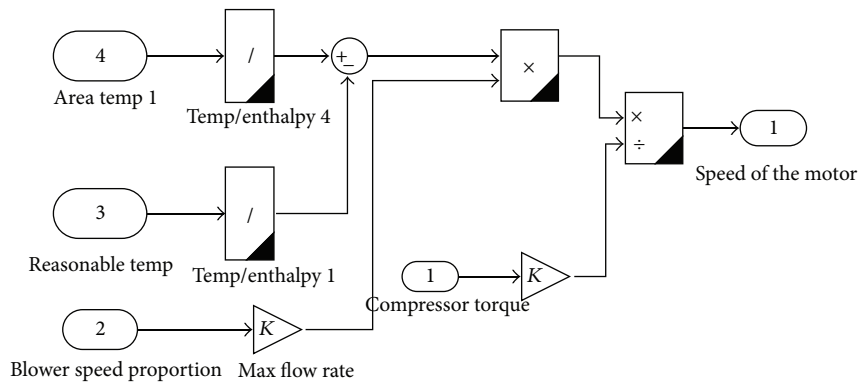 4
Area temp 1
/
Temp/enthalpy 4
+
−
×
×
÷
1
Speed of the motor
3
Reasonable temp
/
Temp/enthalpy 1
1
Compressor torque
K
2
Blower speed proportion
K
Max flow rate